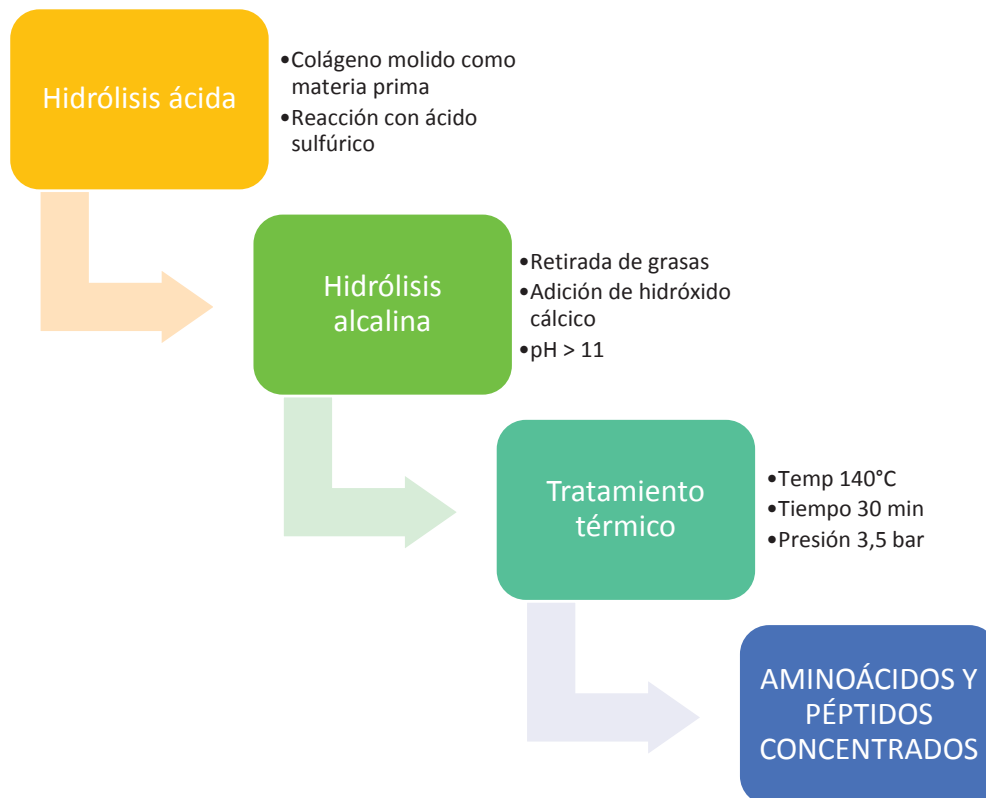 Hidrólisis ácida
•Colágeno molido como
materia prima
•Reacción con ácido
sulfúrico
Hidrólisis
alcalina
•Retirada de grasas
•Adición de hidróxido
cálcico
•pH > 11
Tratamiento
térmico
•Temp 140°C
•Tiempo 30 min
•Presión 3,5 bar
AMINOÁCIDOS Y
PÉPTIDOS
CONCENTRADOS